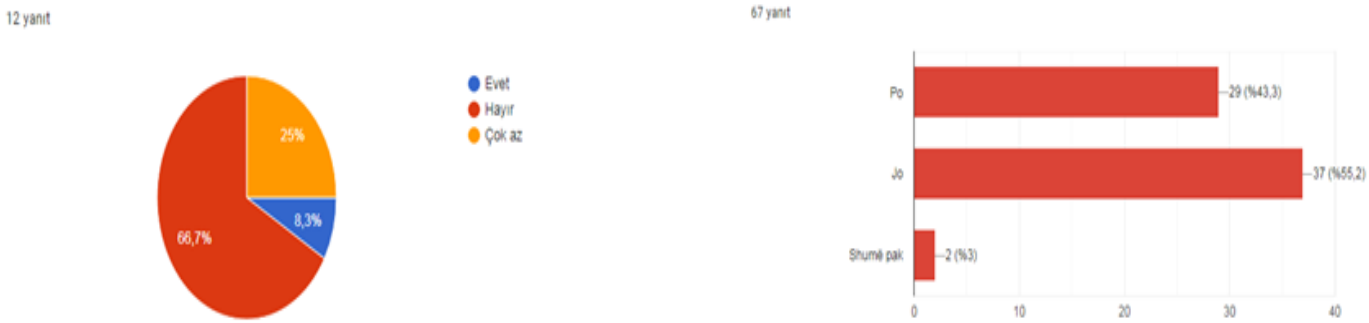 12 yanıt
Evet
Hayır
Çok az
25%
8,3%
66,7%
67 yanıt
Po
29 (%43,3)
Jo
37 (%55,2)
Shumë pak
2 (%3)
0 10 20 30 40